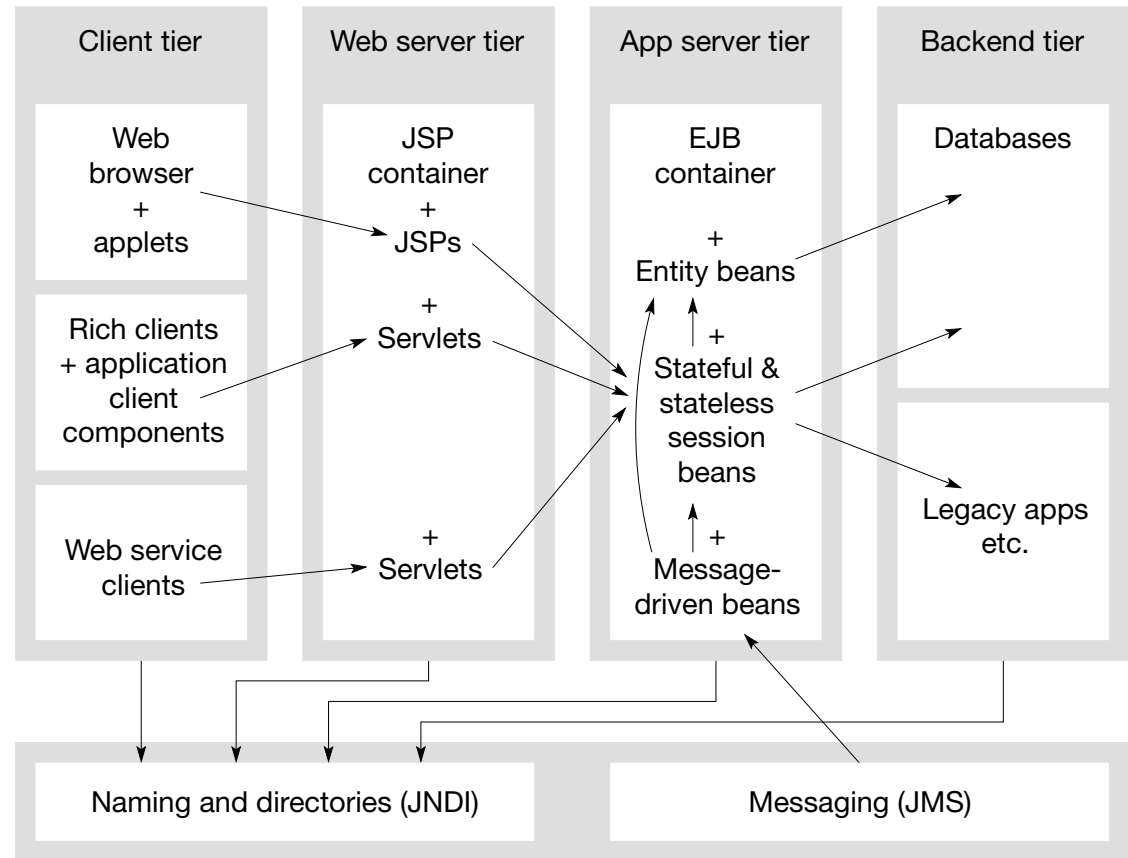 Client tier
Web
browser
+
applets
Rich clients
+ application
client
components
Web service
clients
Web server tier
JSP
container
+
JSPs
+
Servlets
+
Servlets
App server tier
EJB
container
+
Entity beans
+
Stateful &
stateless
session
beans
+
Message-
driven beans
Backend tier
Databases
Legacy apps
etc.
Naming and directories (JNDI)
Messaging (JMS)